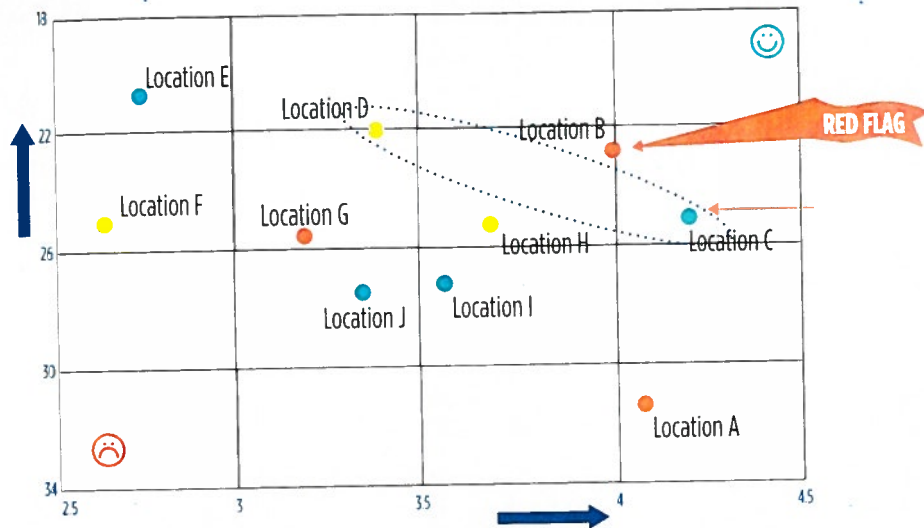 18
Location E
Location D
22
Location B
RED FLAG
Location F
Location G
26
Location H
Location C
Location J
Location I
30
Location A
34
2.5
3
3.5
4
4.5